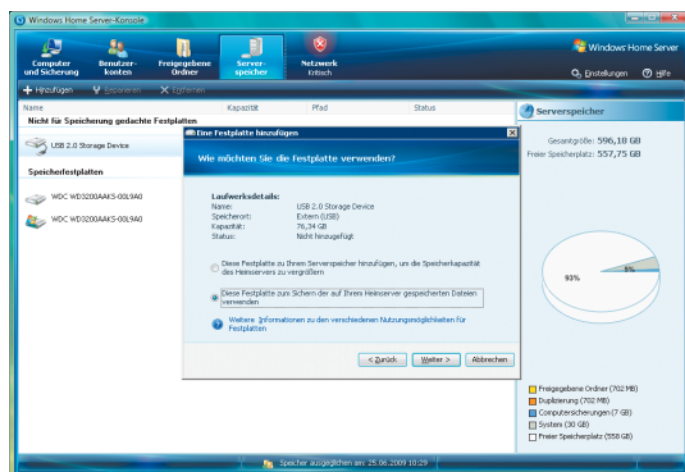 Windows Home Server-Konsole
Computer und Sicherung
Benutzer-konten
Freigegebene Ordner
Server-speicher
Netzwerk
Kritisch
Windows Home Server
Einstellungen
Hilfe
Hinzufügen
Reparieren
Entfernen
Name
Kapazität
Pfad
Status
Nicht für Speicherung gedachte Festplatten
USB 2.0 Storage Device
Speicherfestplatten
WDC WD3200AAKS-00L9A0
WDC WD3200AAKS-00L9A0
Eine Festplatte hinzufügen
Wie möchten Sie die Festplatte verwenden?
Laufwerksdetails:
Name: USB 2.0 Storage Device
Speicherort: Extern (USB)
Kapazität: 76,34 GB
Status: Nicht hinzugefügt
Diese Festplatte zu Ihrem Serverspeicher hinzufügen, um die Speicherkapazität
des Heimservers zu vergrößern
Diese Festplatte zum Sichern der auf Ihrem Heimserver gespeicherten Dateien
verwenden
Weitere Informationen zu den verschiedenen Nutzungsmöglichkeiten für
Festplatten
< Zurück
Weiter >
Abbrechen
Serverspeicher
Gesamtgröße: 596,18 GB
Freier Speicherplatz: 557,75 GB
93%
5%
Freigegebene Ordner (702 MB)
Duplizierung (702 MB)
Computersicherungen (7 GB)
System (30 GB)
Freier Speicherplatz (558 GB)
Speicher ausgeglichen am: 25.06.2009 10:29